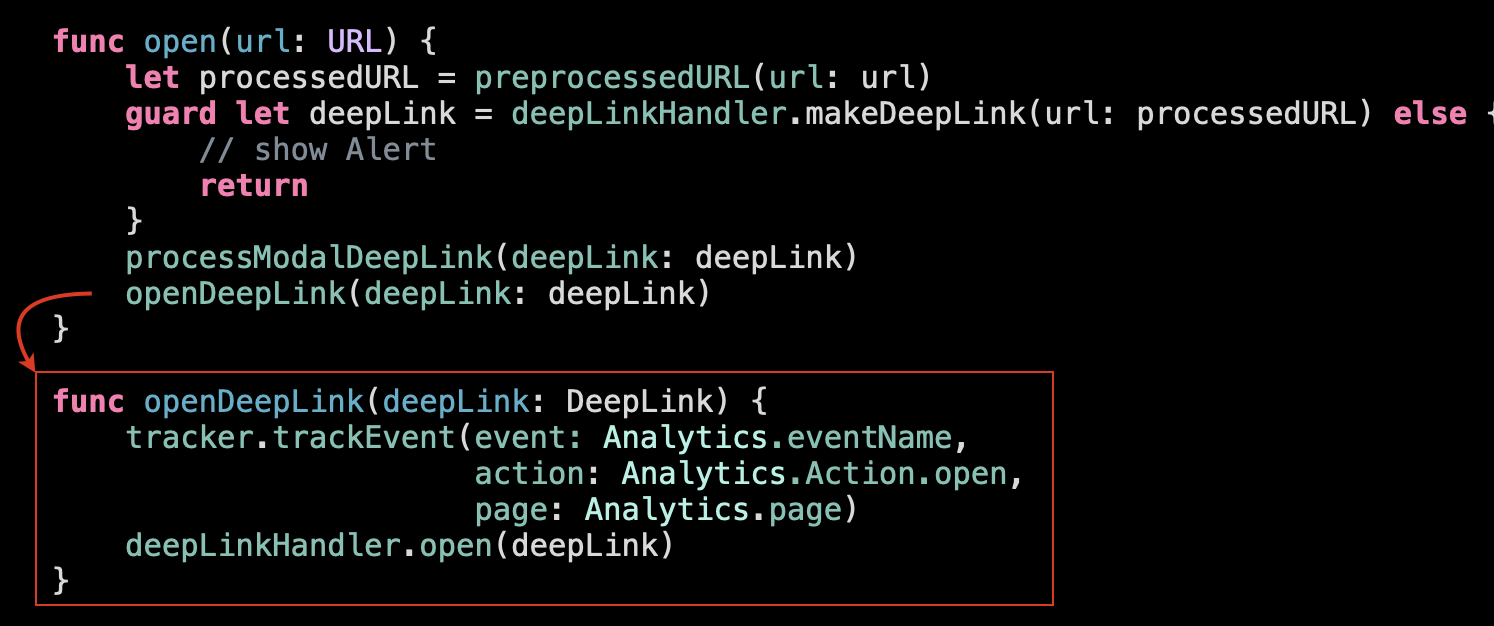 func open(url: URL) {
    let processedURL = preprocessedURL(url: url)
    guard let deepLink = deepLinkHandler.makeDeepLink(url: processedURL) else {
        // show Alert
        return
    }
    processModalDeepLink(deepLink: deepLink)
    openDeepLink(deepLink: deepLink)
}
func openDeepLink(deepLink: DeepLink) {
    tracker.trackEvent(event: Analytics.eventName,
                       action: Analytics.Action.open,
                       page: Analytics.page)
    deepLinkHandler.open(deepLink)
}